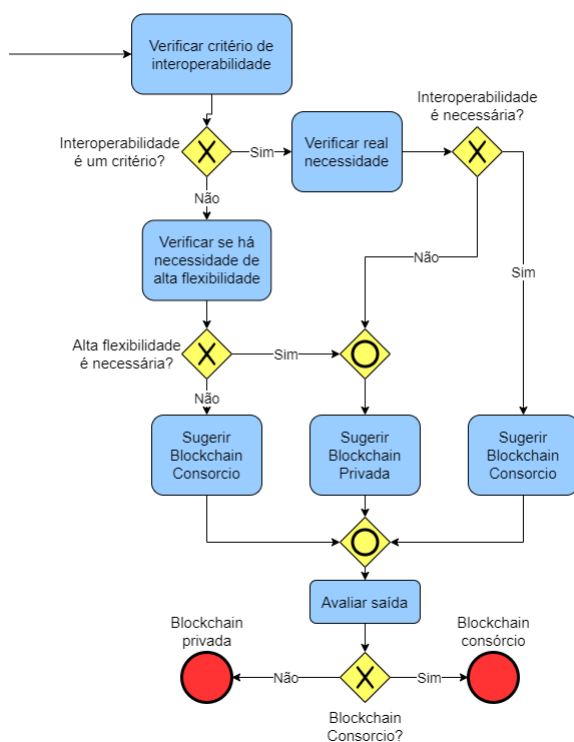 Verificar critério de
interoperabilidade
Interoperabilidade
é um critério?
Sim
Verificar real
necessidade
Interoperabilidade
é necessária?
Não
Verificar se há
necessidade de
alta flexibilidade
Não
Sim
Alta flexibilidade
é necessária?
Sim
Não
Sugerir
Blockchain
Consorcio
Sugerir
Blockchain
Privada
Sugerir
Blockchain
Consorcio
Avaliar saída
Blockchain
privada
Blockchain
consórcio
Não
Sim
Blockchain
Consorcio?